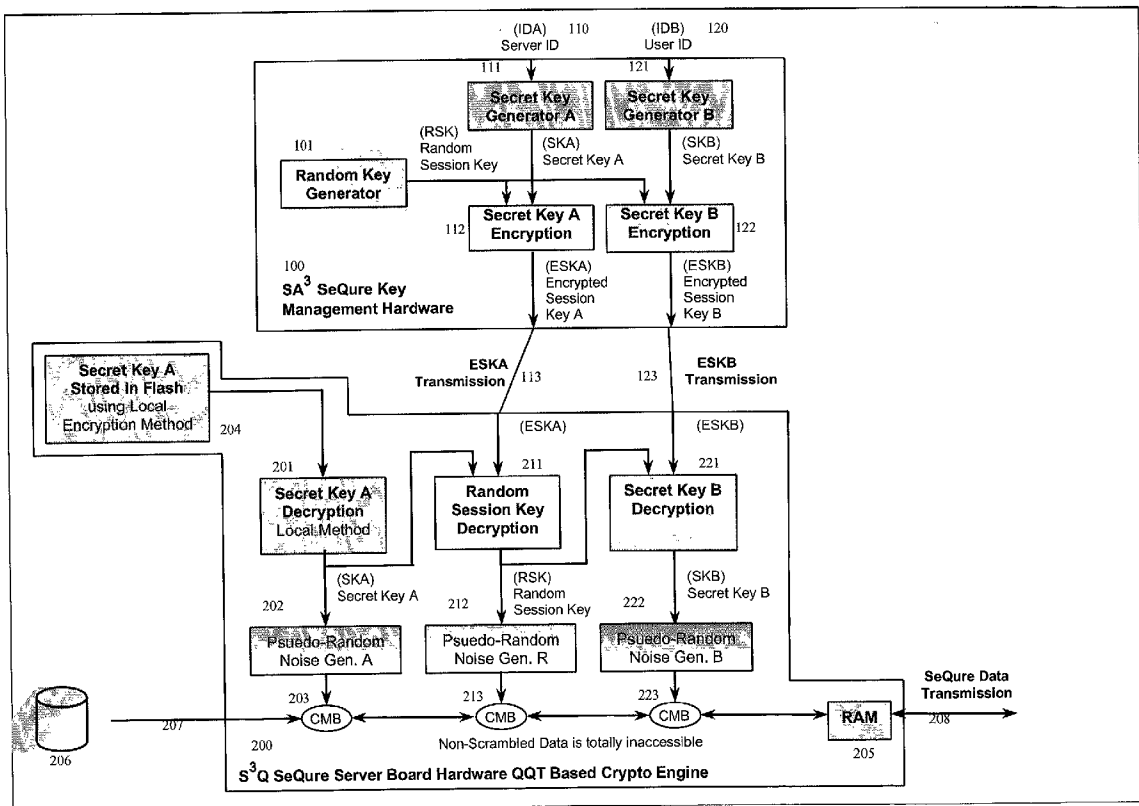 (IDA) 110
Server ID
(IDB) 120
User ID
111
121
Secret Key
Generator A
Secret Key
Generator B
(RSK)
Random
Session Key
(SKA)
Secret Key A
(SKB)
Secret Key B
101
Random Key
Generator
112
Secret Key A
Encryption
Secret Key B
Encryption
122
(ESKA)
Encrypted
Session
Key A
(ESKB)
Encrypted
Session
Key B
100
SA³ SeQure Key
Management Hardware
ESKA
Transmission
113
123
ESKB
Transmission
Secret Key A
Stored In Flash
using Local
Encryption Method
204
(ESKA)
(ESKB)
201
211
221
Secret Key A
Decryption
Local Method
Random
Session Key
Decryption
Secret Key B
Decryption
(SKA)
Secret Key A
(RSK)
Random
Session Key
(SKB)
Secret Key B
202
212
222
Psuedo-Random
Noise Gen. A
Psuedo-Random
Noise Gen. R
Psuedo-Random
Noise Gen. B
203
213
223
SeQure Data
Transmission
CMB
CMB
CMB
RAM
207
208
206
200
Non-Scrambled Data is totally inaccessible
205
S³Q SeQure Server Board Hardware QQT Based Crypto Engine